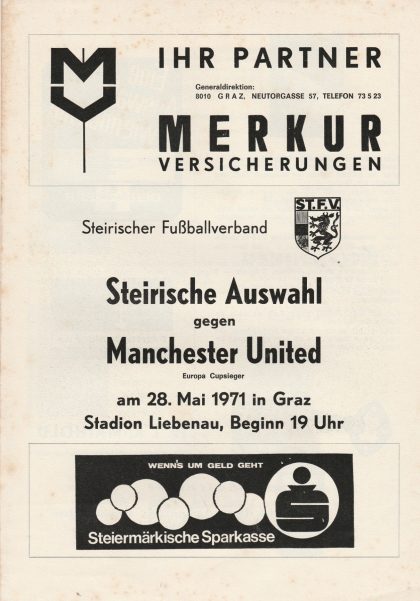 IHR PARTNER
Generaldirektion:
8010 GRAZ, NEUTORGASSE 57, TELEFON 73 5 23
MERKUR
VERSICHERUNGEN
ST.F.V.
Steirischer Fußballverband
Steirische Auswahl
gegen
Manchester United
Europa Cupsieger
am 28. Mai 1971 in Graz
Stadion Liebenau, Beginn 19 Uhr
WENN'S UM GELD GEHT
Steiermärkische Sparkasse